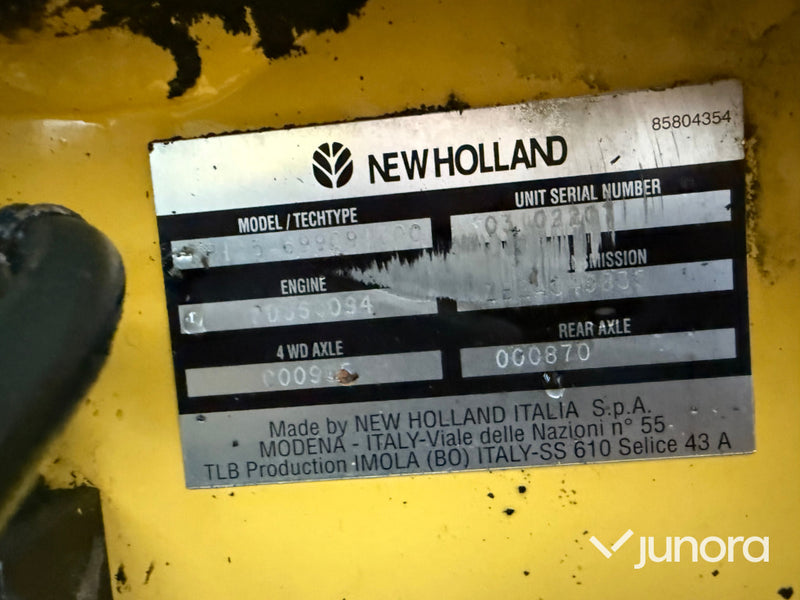 85804354
NEW HOLLAND
MODEL / TECHTYPE
UNIT SERIAL NUMBER
ENGINE
4 WD AXLE
REAR AXLE
000870
Made by NEW HOLLAND ITALIA S.p.A.
MODENA - ITALY-Viale delle Nazioni n° 55
TLB Production IMOLA (BO) ITALY-SS 610 Selice 43 A
junora